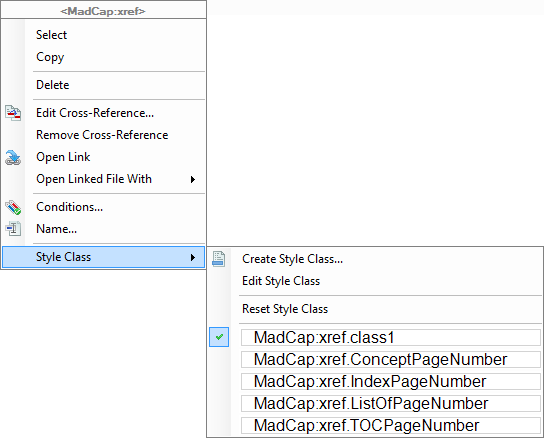 <MadCap:xref>
Select
Copy
Delete
Edit Cross-Reference...
Remove Cross-Reference
Open Link
Open Linked File With
Conditions...
Name...
Style Class
Create Style Class...
Edit Style Class
Reset Style Class
MadCap:xref.class1
MadCap:xref.ConceptPageNumber
MadCap:xref.IndexPageNumber
MadCap:xref.ListOfPageNumber
MadCap:xref.TOCPageNumber